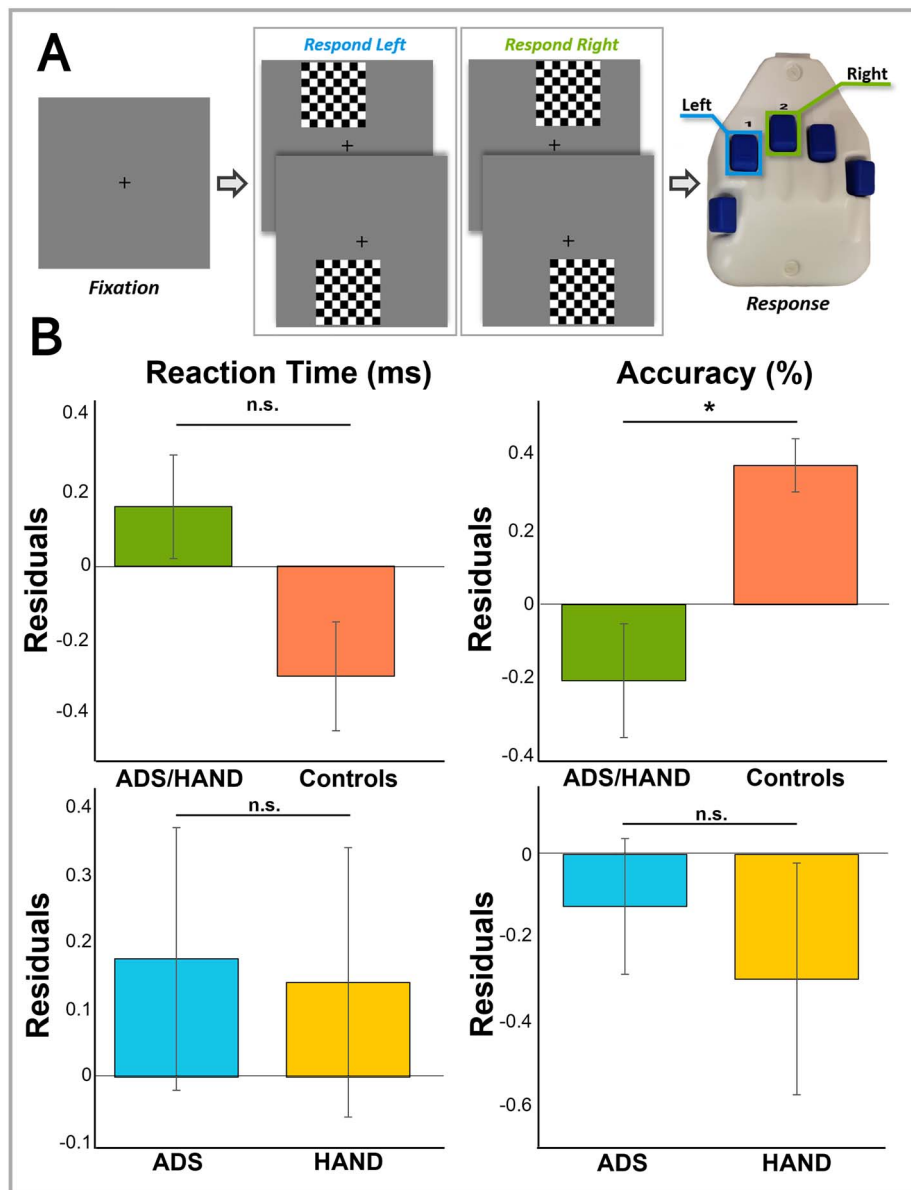 A
Respond Left
Respond Right
Fixation
Left
Right
1
2
Response
B
Reaction Time (ms)
n.s.
0.4
0.2
0
-0.2
-0.4
Residuals
ADS/HAND
Controls
Accuracy (%)
*
0.4
0.2
0
-0.2
-0.4
Residuals
ADS/HAND
Controls
n.s.
0.4
0.3
0.2
0.1
0
-0.1
Residuals
ADS
HAND
n.s.
0
-0.2
-0.4
-0.6
Residuals
ADS
HAND